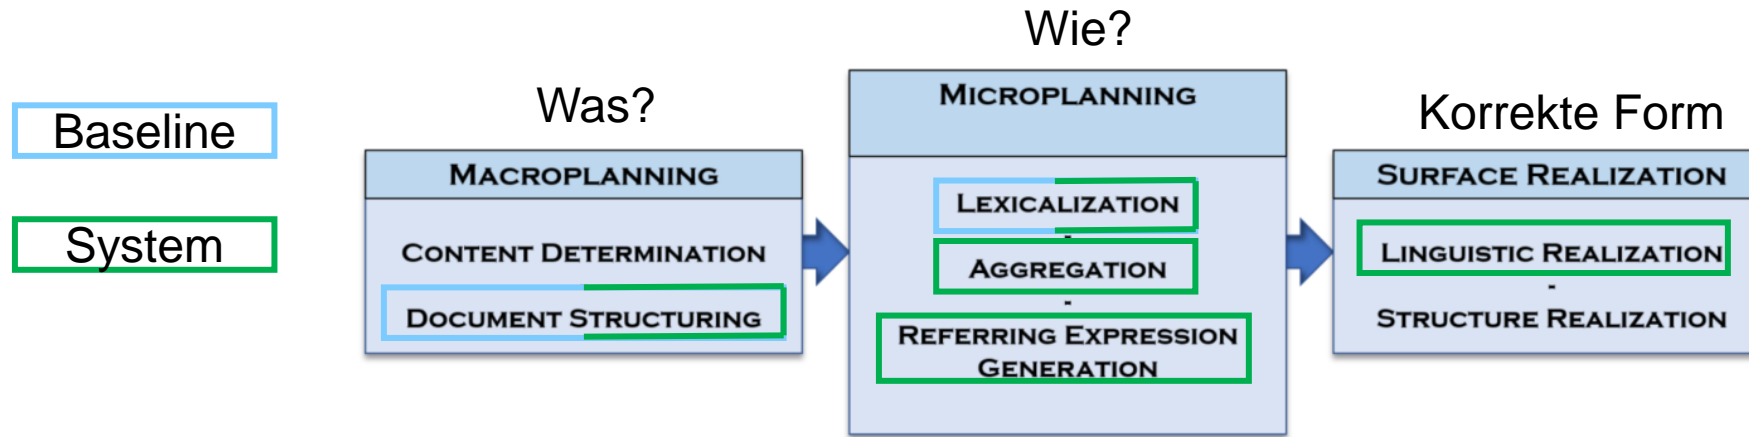 Baseline
System
Was?
MACROPLANNING
CONTENT DETERMINATION
DOCUMENT STRUCTURING
Wie?
MICROPLANNING
LEXICALIZATION
-
AGGREGATION
-
REFERRING EXPRESSION
GENERATION
Korrekte Form
SURFACE REALIZATION
LINGUISTIC REALIZATION
-
STRUCTURE REALIZATION